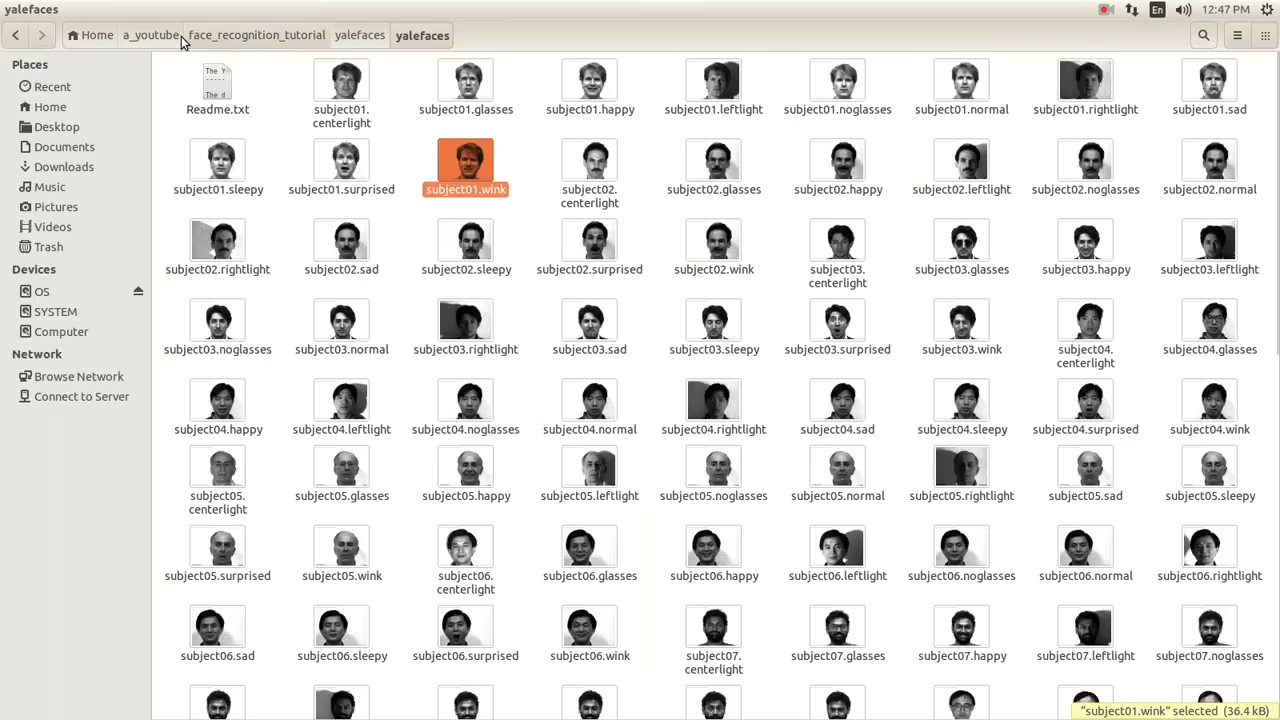 yalefaces
En
12:47 PM
Home
a_youtube
face_recognition_tutorial
yalefaces
yalefaces
Places
Recent
Home
Desktop
Documents
Downloads
Music
Pictures
Videos
Trash
Devices
OS
SYSTEM
Computer
Network
Browse Network
Connect to Server
The Y
The d
Readme.txt
subject01.
centerlight
subject01.glasses
subject01.happy
subject01.leftlight
subject01.noglasses
subject01.normal
subject01.rightlight
subject01.sad
subject01.sleepy
subject01.surprised
subject01.wink
subject02.
centerlight
subject02.glasses
subject02.happy
subject02.leftlight
subject02.noglasses
subject02.normal
subject02.rightlight
subject02.sad
subject02.sleepy
subject02.surprised
subject02.wink
subject03.
centerlight
subject03.glasses
subject03.happy
subject03.leftlight
subject03.noglasses
subject03.normal
subject03.rightlight
subject03.sad
subject03.sleepy
subject03.surprised
subject03.wink
subject04.
centerlight
subject04.glasses
subject04.happy
subject04.leftlight
subject04.noglasses
subject04.normal
subject04.rightlight
subject04.sad
subject04.sleepy
subject04.surprised
subject04.wink
subject05.
centerlight
subject05.glasses
subject05.happy
subject05.leftlight
subject05.noglasses
subject05.normal
subject05.rightlight
subject05.sad
subject05.sleepy
subject05.surprised
subject05.wink
subject06.
centerlight
subject06.glasses
subject06.happy
subject06.leftlight
subject06.noglasses
subject06.normal
subject06.rightlight
subject06.sad
subject06.sleepy
subject06.surprised
subject06.wink
subject07.
centerlight
subject07.glasses
subject07.happy
subject07.leftlight
subject07.noglasses
“subject01.wink” selected (36.4 kB)